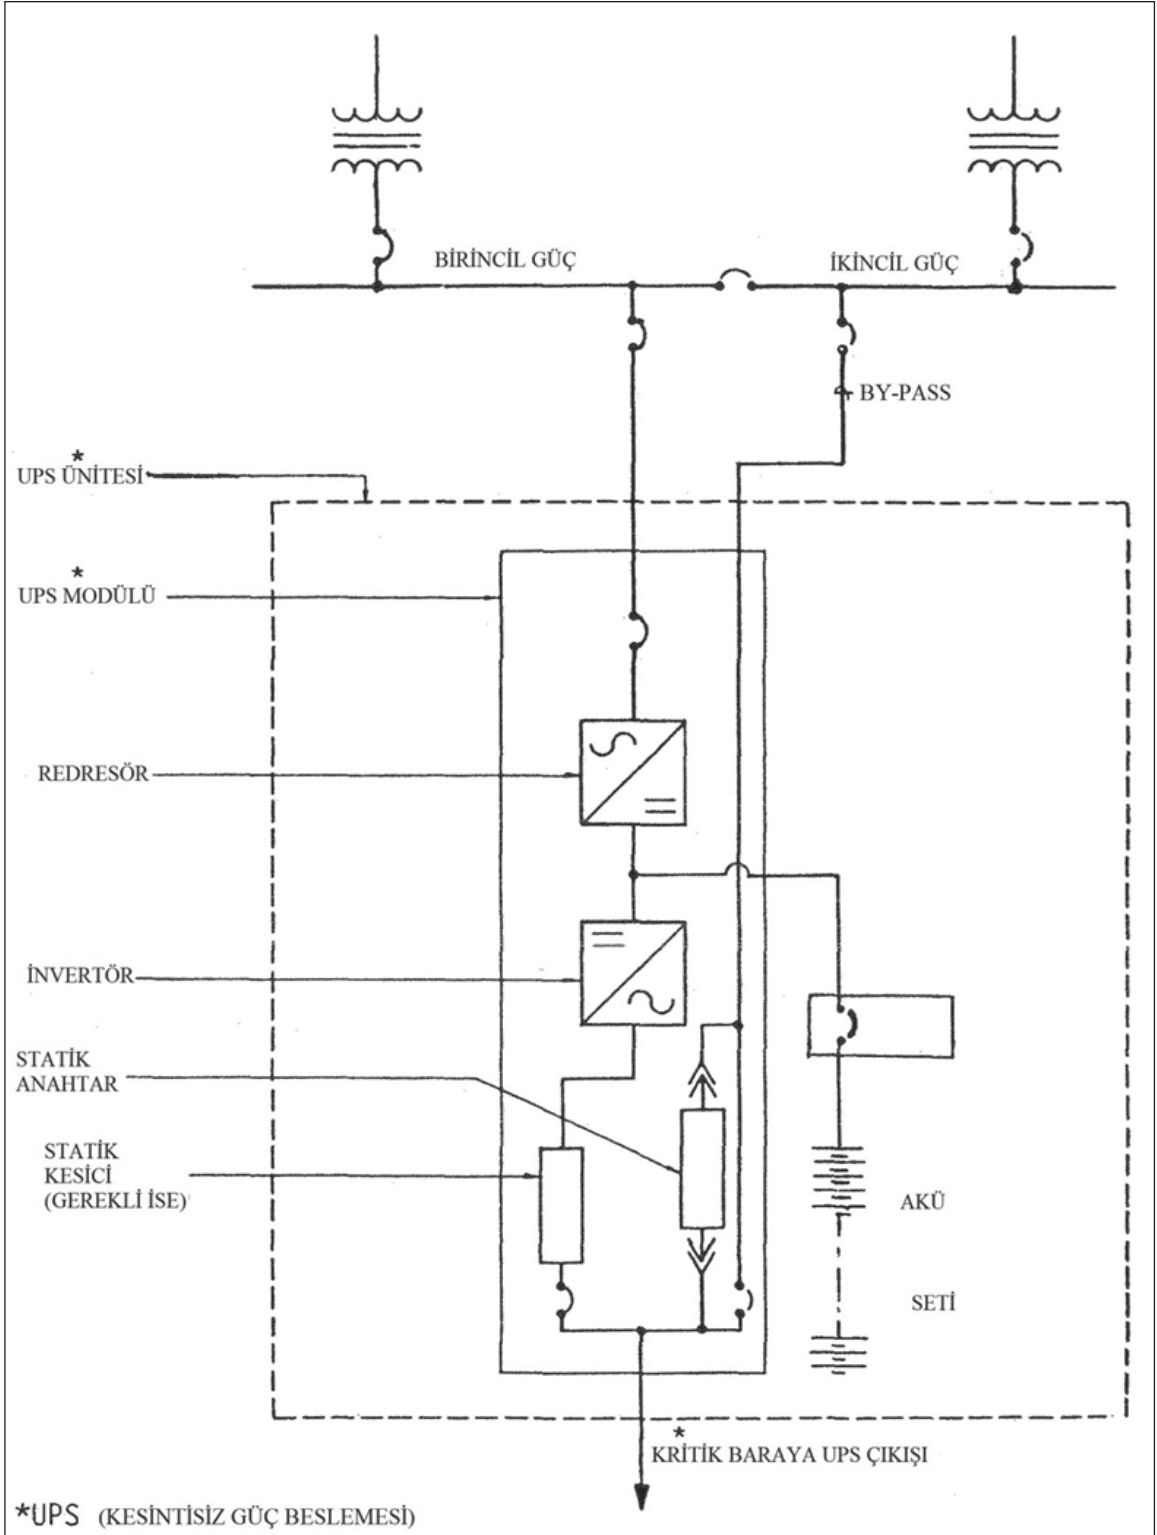 BİRİNCİL GÜÇ
İKİNCİL GÜÇ
BY-PASS
*
UPS ÜNİTESİ
*
UPS MODÜLÜ
REDRESÖR
İNVERTÖR
STATİK
ANAHTAR
STATİK
KESİCİ
(GEREKLİ İSE)
AKÜ
SETİ
*
KRİTİK BARAYA UPS ÇIKIŞI
*UPS (KESİNTİSİZ GÜÇ BESLEMESİ)